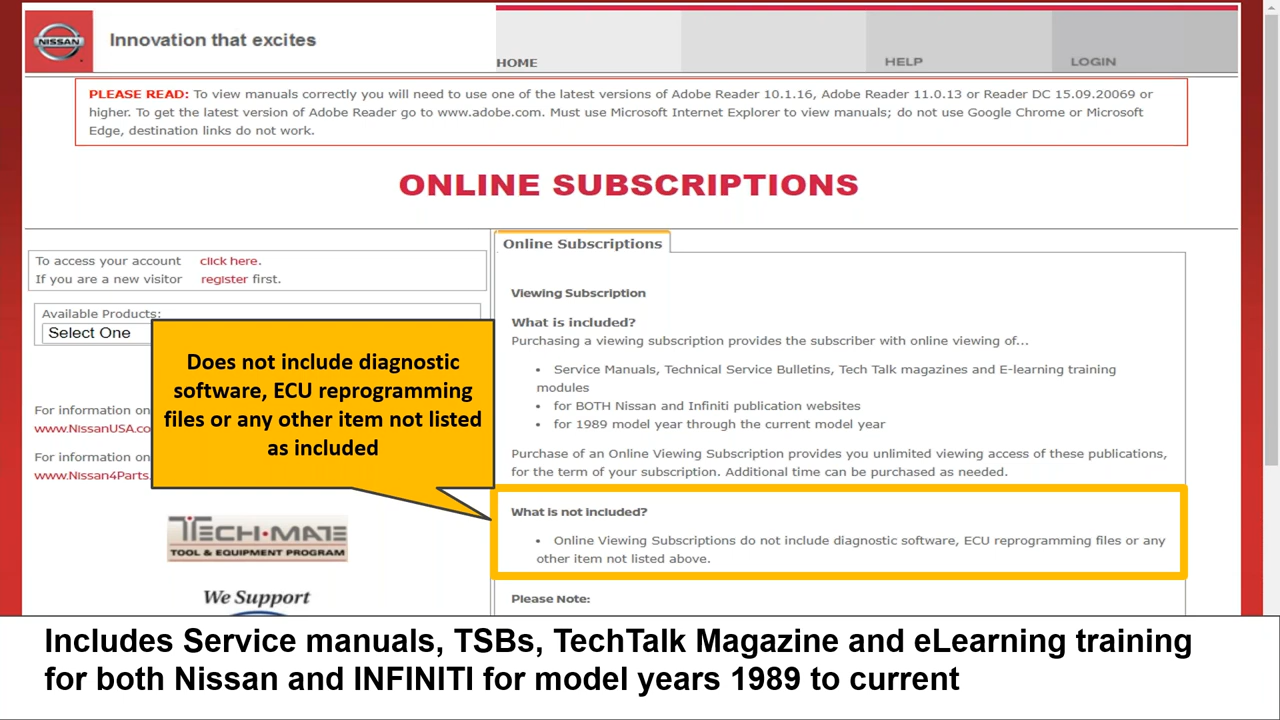 NISSAN
Innovation that excites
HOME
HELP
LOGIN
PLEASE READ: To view manuals correctly you will need to use one of the latest versions of Adobe Reader 10.1.16, Adobe Reader 11.0.13 or Reader DC 15.09.20069 or
higher. To get the latest version of Adobe Reader go to www.adobe.com. Must use Microsoft Internet Explorer to view manuals; do not use Google Chrome or Microsoft
Edge, destination links do not work.
ONLINE SUBSCRIPTIONS
To access your account click here.
If you are a new visitor register first.
Available Products:
Select One
Does not include diagnostic
software, ECU reprogramming
files or any other item not listed
as included
For information on
www.NissanUSA.co
For information on
www.Nissan4Parts.
TECH-MATE
TOOL & EQUIPMENT PROGRAM
We Support
Online Subscriptions
Viewing Subscription
What is included?
Purchasing a viewing subscription provides the subscriber with online viewing of...
• Service Manuals, Technical Service Bulletins, Tech Talk magazines and E-learning training
modules
• for BOTH Nissan and Infiniti publication websites
• for 1989 model year through the current model year
Purchase of an Online Viewing Subscription provides you unlimited viewing access of these publications,
for the term of your subscription. Additional time can be purchased as needed.
What is not included?
• Online Viewing Subscriptions do not include diagnostic software, ECU reprogramming files or any
other item not listed above.
Please Note:
Includes Service manuals, TSBs, TechTalk Magazine and eLearning training
for both Nissan and INFINITI for model years 1989 to current